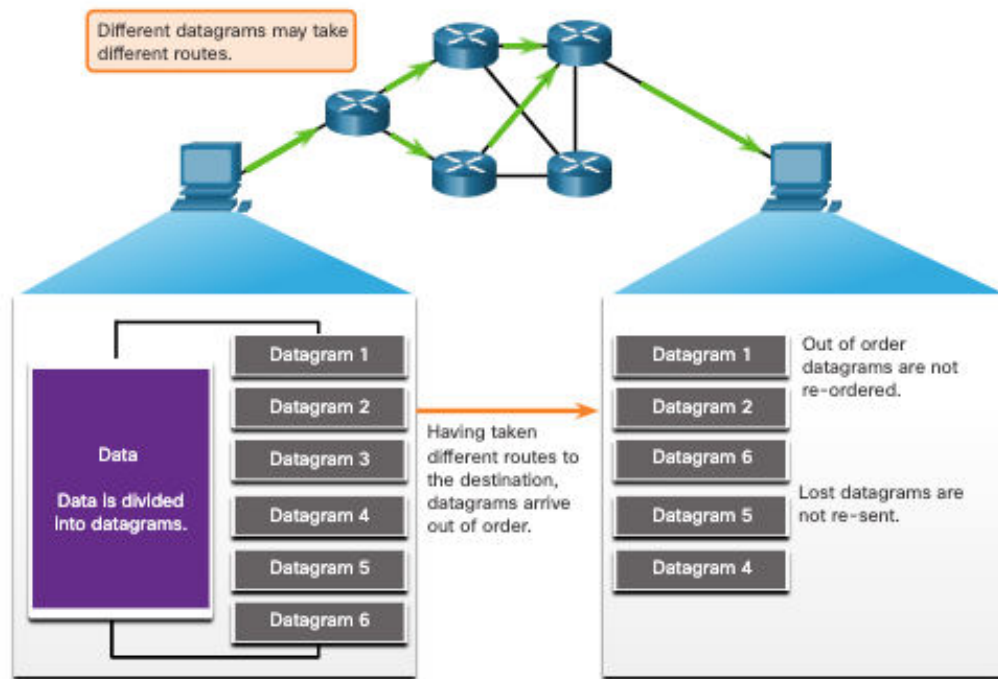 Different datagrams may take
different routes.
Data
Data is divided
into datagrams.
Datagram 1
Datagram 2
Datagram 3
Datagram 4
Datagram 5
Datagram 6
Having taken
different routes to
the destination,
datagrams arrive
out of order.
Datagram 1
Datagram 2
Datagram 6
Datagram 5
Datagram 4
Out of order
datagrams are not
re-ordered.
Lost datagrams are
not re-sent.